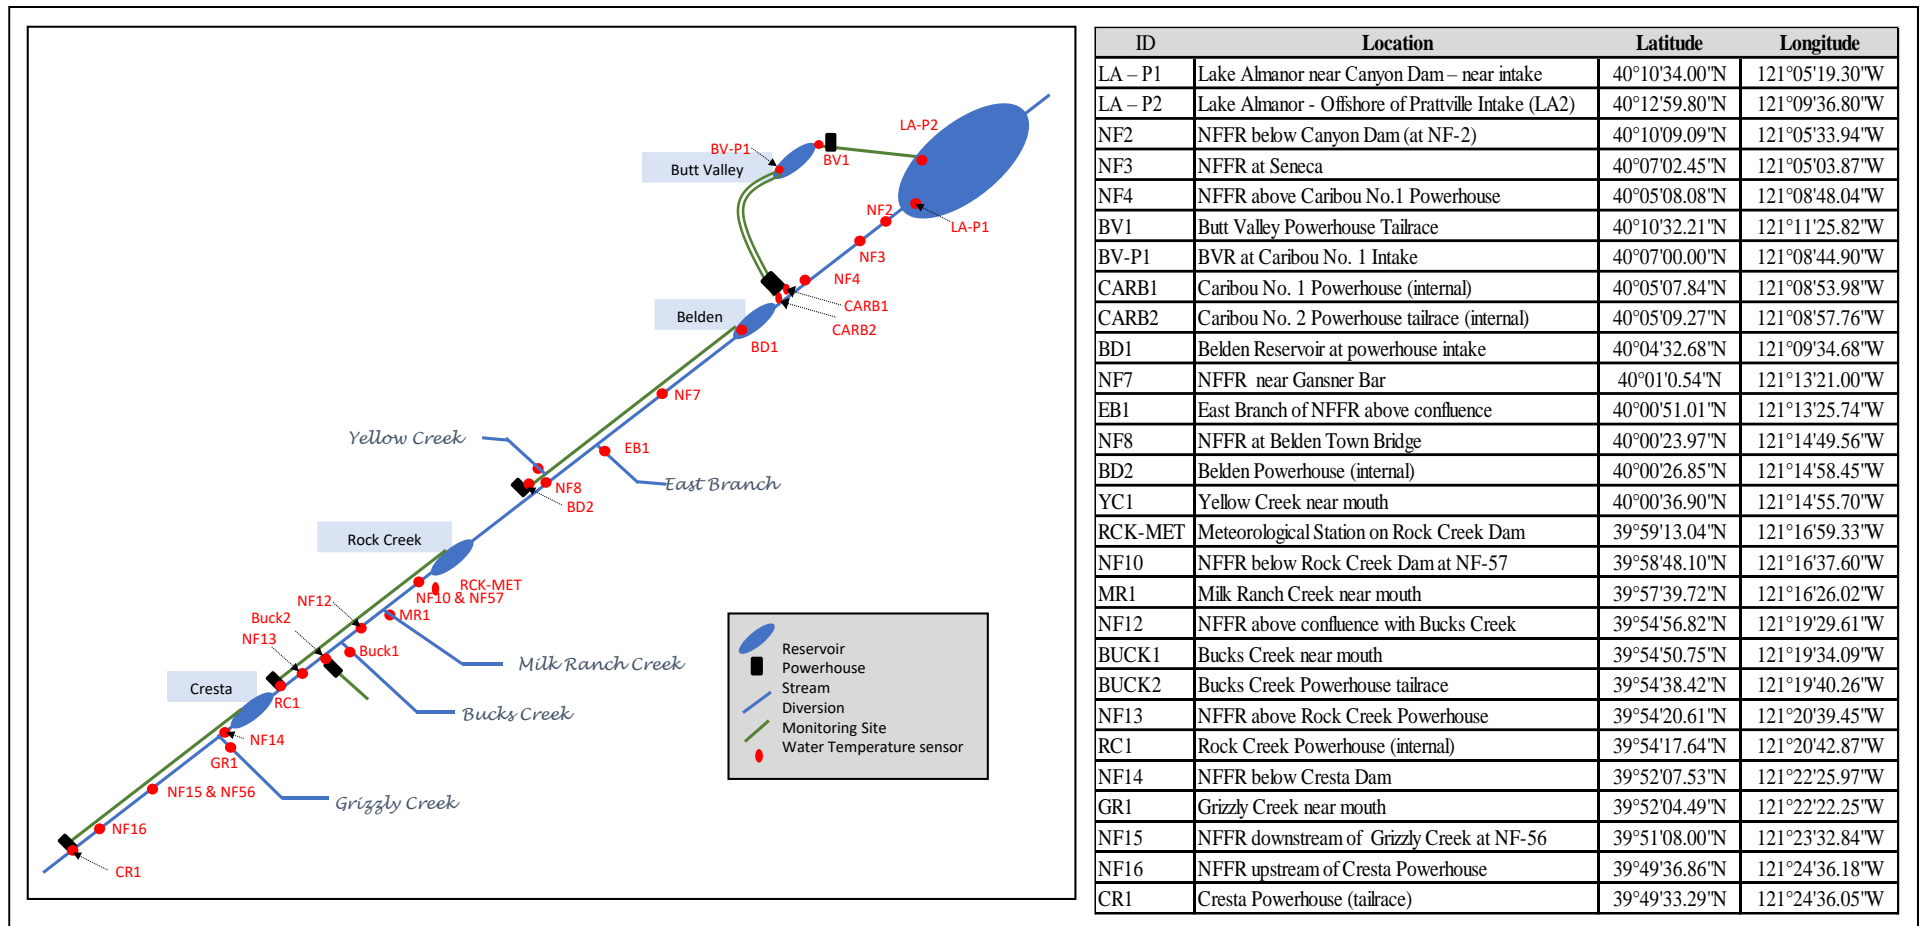 LA-P2
BV-P1
BV1
Butt Valley
NF2
LA-P1
NF3
NF4
CARB1
Belden
CARB2
BD1
NF7
Yellow Creek
EB1
East Branch
NF8
BD2
Rock Creek
RCK-MET
NF10 & NF57
NF12
MR1
Buck2
NF13
Buck1
Milk Ranch Creek
Cresta
RC1
Bucks Creek
NF14
GR1
NF15 & NF56
Grizzly Creek
NF16
CR1
Reservoir
Powerhouse
Stream
Diversion
Monitoring Site
Water Temperature sensor
ID Location Latitude Longitude
LA – P1 Lake Almanor near Canyon Dam – near intake 40°10'34.00"N 121°05'19.30"W
LA – P2 Lake Almanor - Offshore of Prattville Intake (LA2) 40°12'59.80"N 121°09'36.80"W
NF2 NFFR below Canyon Dam (at NF-2) 40°10'09.09"N 121°05'33.94"W
NF3 NFFR at Seneca 40°07'02.45"N 121°05'03.87"W
NF4 NFFR above Caribou No.1 Powerhouse 40°05'08.08"N 121°08'48.04"W
BV1 Butt Valley Powerhouse Tailrace 40°10'32.21"N 121°11'25.82"W
BV-P1 BVR at Caribou No. 1 Intake 40°07'00.00"N 121°08'44.90"W
CARB1 Caribou No. 1 Powerhouse (internal) 40°05'07.84"N 121°08'53.98"W
CARB2 Caribou No. 2 Powerhouse tailrace (internal) 40°05'09.27"N 121°08'57.76"W
BD1 Belden Reservoir at powerhouse intake 40°04'32.68"N 121°09'34.68"W
NF7 NFFR near Gansner Bar 40°01'0.54"N 121°13'21.00"W
EB1 East Branch of NFFR above confluence 40°00'51.01"N 121°13'25.74"W
NF8 NFFR at Belden Town Bridge 40°00'23.97"N 121°14'49.56"W
BD2 Belden Powerhouse (internal) 40°00'26.85"N 121°14'58.45"W
YC1 Yellow Creek near mouth 40°00'36.90"N 121°14'55.70"W
RCK-MET Meteorological Station on Rock Creek Dam 39°59'13.04"N 121°16'59.33"W
NF10 NFFR below Rock Creek Dam at NF-57 39°58'48.10"N 121°16'37.60"W
MR1 Milk Ranch Creek near mouth 39°57'39.72"N 121°16'26.02"W
NF12 NFFR above confluence with Bucks Creek 39°54'56.82"N 121°19'29.61"W
BUCK1 Bucks Creek near mouth 39°54'50.75"N 121°19'34.09"W
BUCK2 Bucks Creek Powerhouse tailrace 39°54'38.42"N 121°19'40.26"W
NF13 NFFR above Rock Creek Powerhouse 39°54'20.61"N 121°20'39.45"W
RC1 Rock Creek Powerhouse (internal) 39°54'17.64"N 121°20'42.87"W
NF14 NFFR below Cresta Dam 39°52'07.53"N 121°22'25.97"W
GR1 Grizzly Creek near mouth 39°52'04.49"N 121°22'22.25"W
NF15 NFFR downstream of Grizzly Creek at NF-56 39°51'08.00"N 121°23'32.84"W
NF16 NFFR upstream of Cresta Powerhouse 39°49'36.86"N 121°24'36.18"W
CR1 Cresta Powerhouse (tailrace) 39°49'33.29"N 121°24'36.05"W